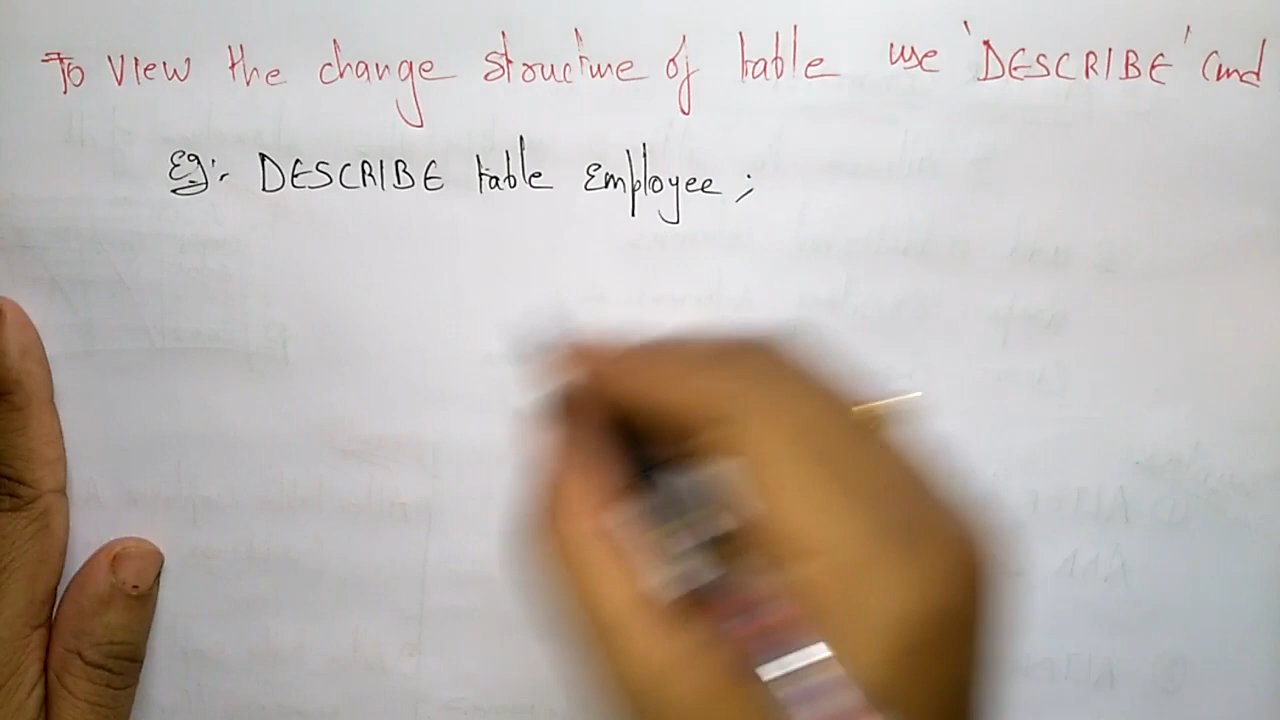 To view the change structure of table use 'DESCRIBE' cmd
Eg:. DESCRIBE table Employee ;